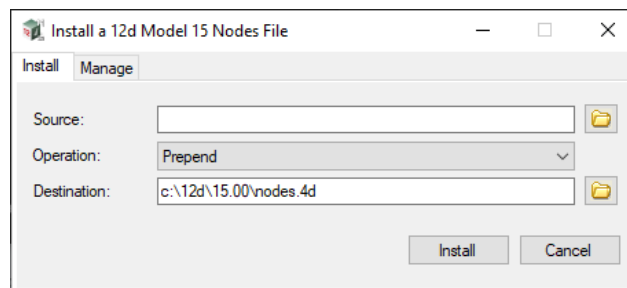 Install a 12d Model 15 Nodes File
Install Manage
Source:
Operation: Prepend
Destination: c:\12d\15.00\nodes.4d
Install Cancel